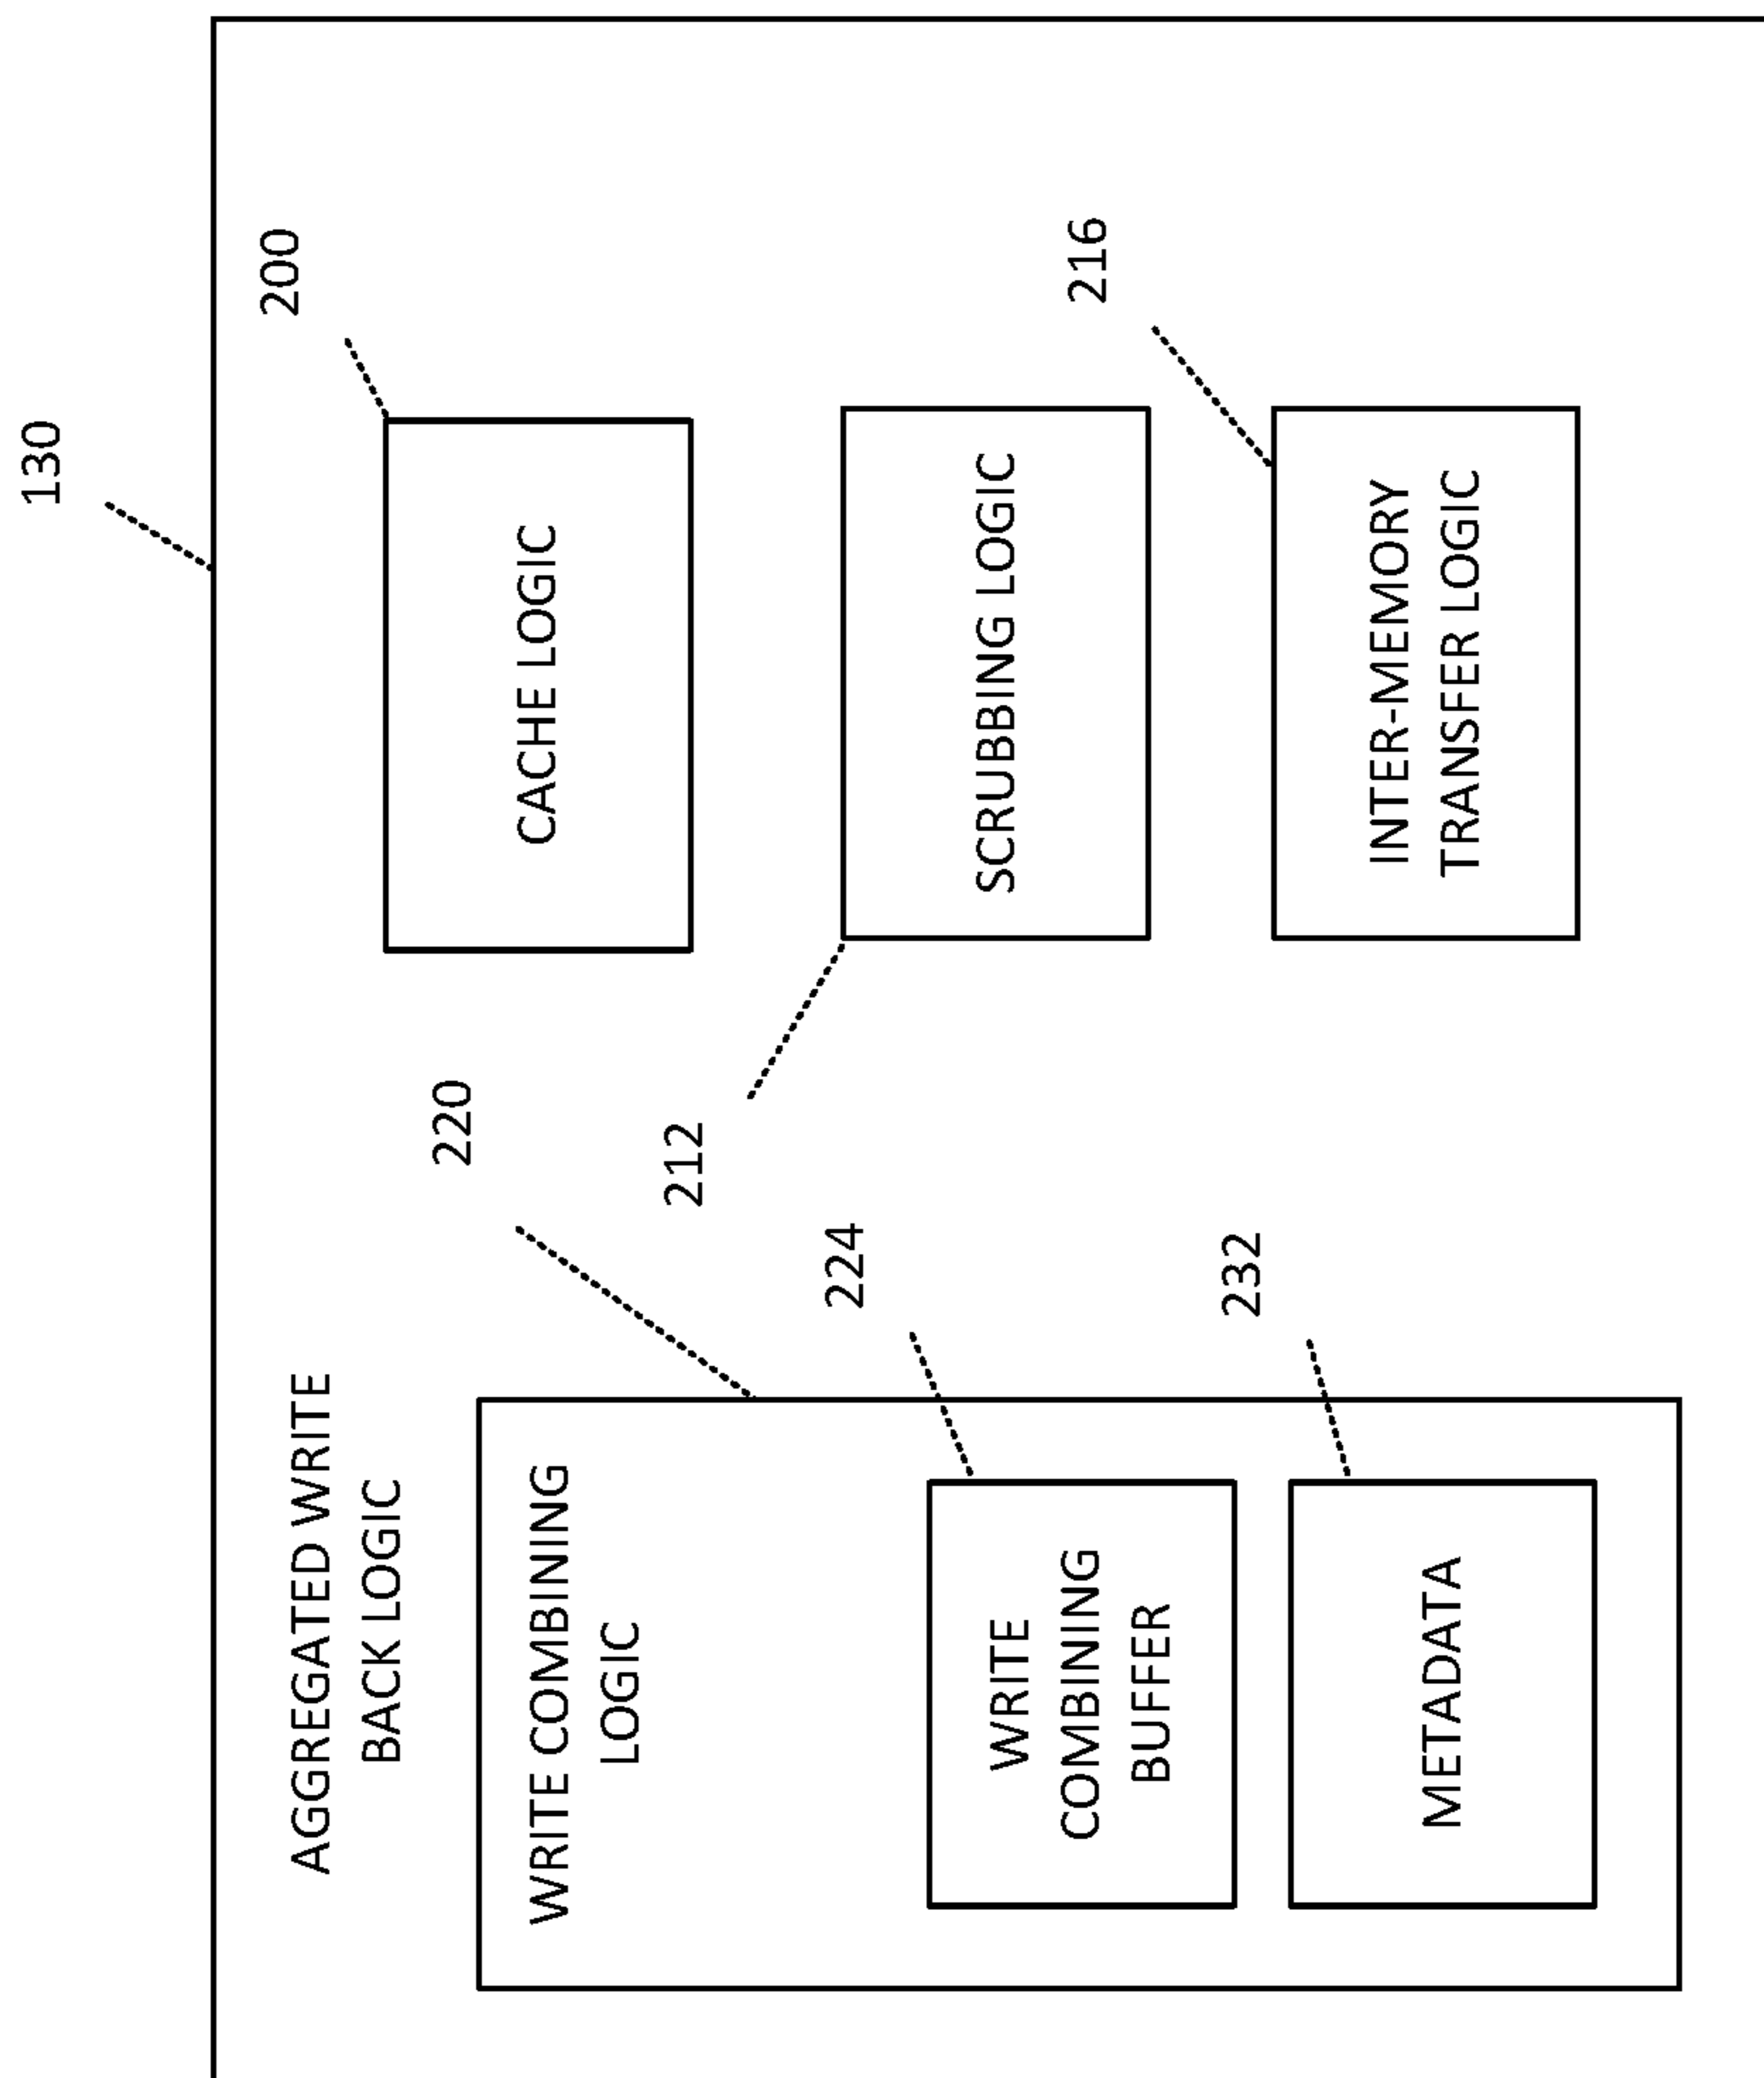 130
AGGREGATED WRITE
BACK LOGIC
200
220
WRITE COMBINING
LOGIC
CACHE LOGIC
212
224
WRITE
COMBINING
BUFFER
SCRUBBING LOGIC
216
232
METADATA
INTER-MEMORY
TRANSFER LOGIC